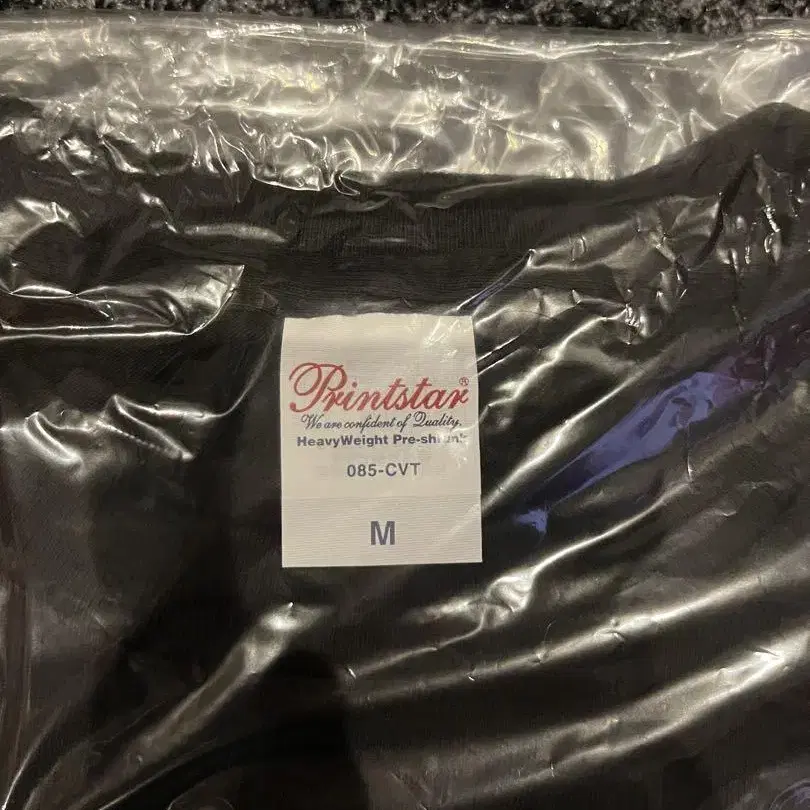 Printstar®
We are confident of Quality.
HeavyWeight Pre-shrunk
085-CVT
M